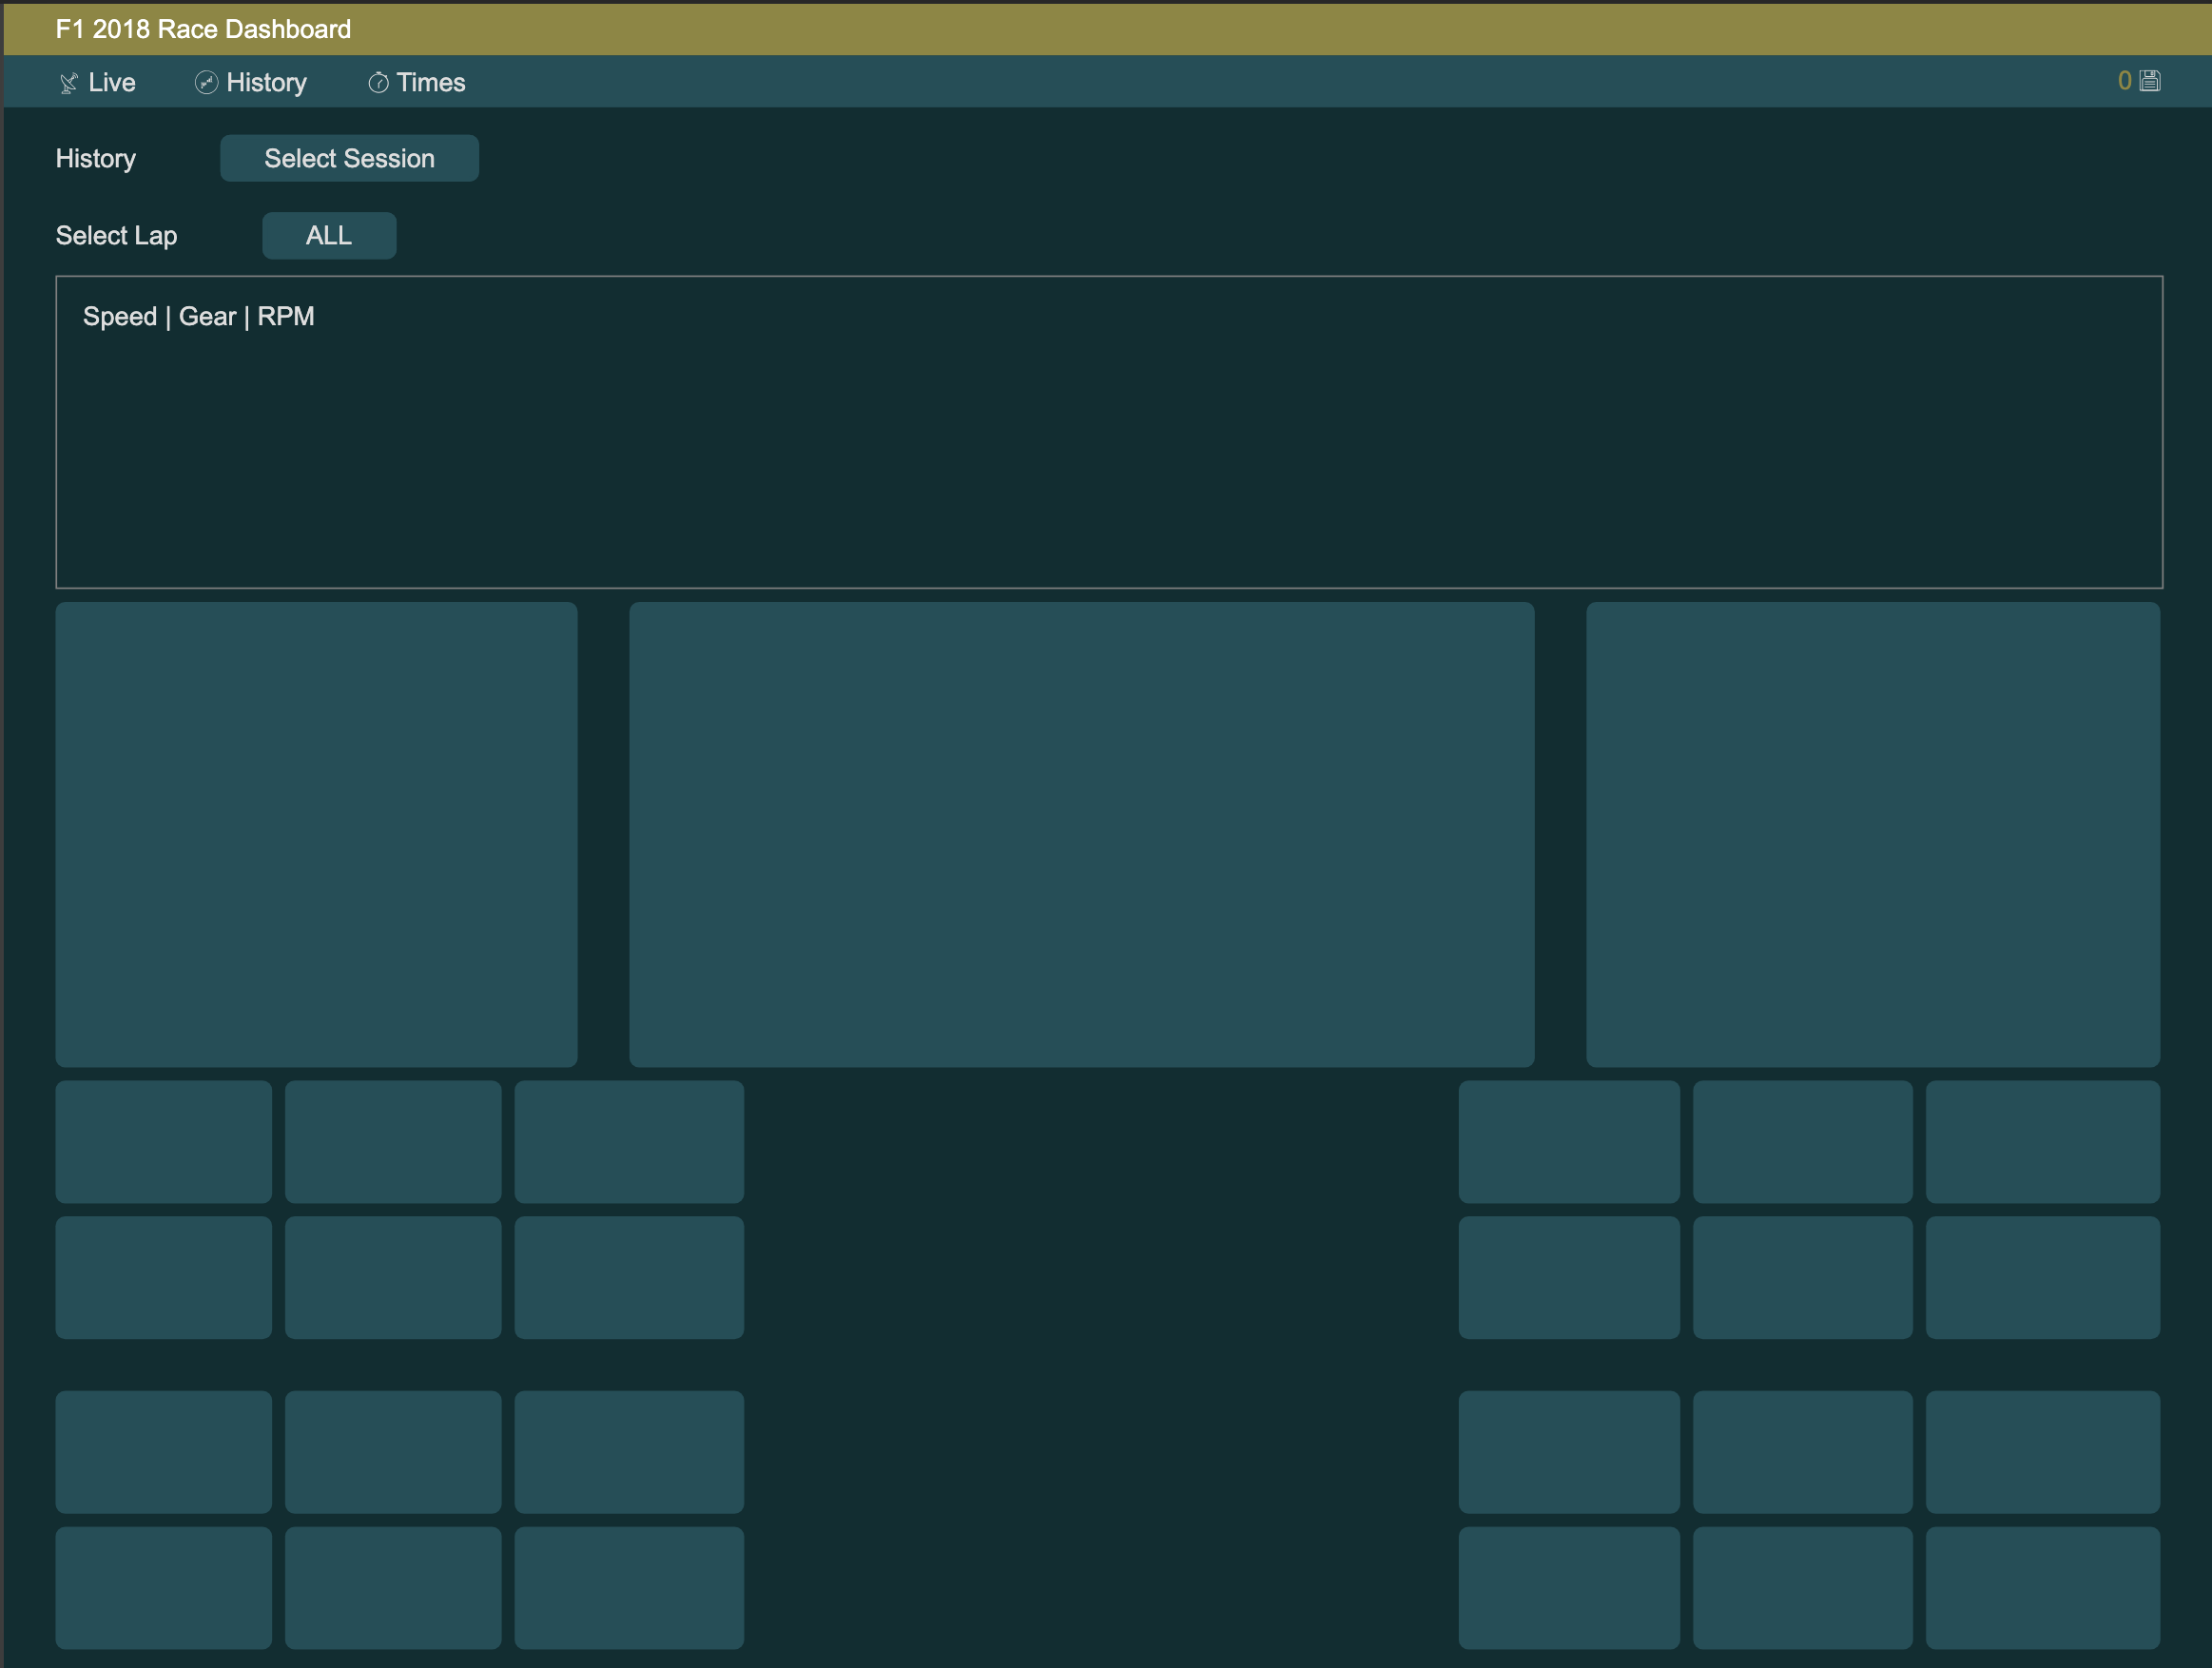 F1 2018 Race Dashboard
Live History Times 0
History Select Session
Select Lap ALL
Speed | Gear | RPM